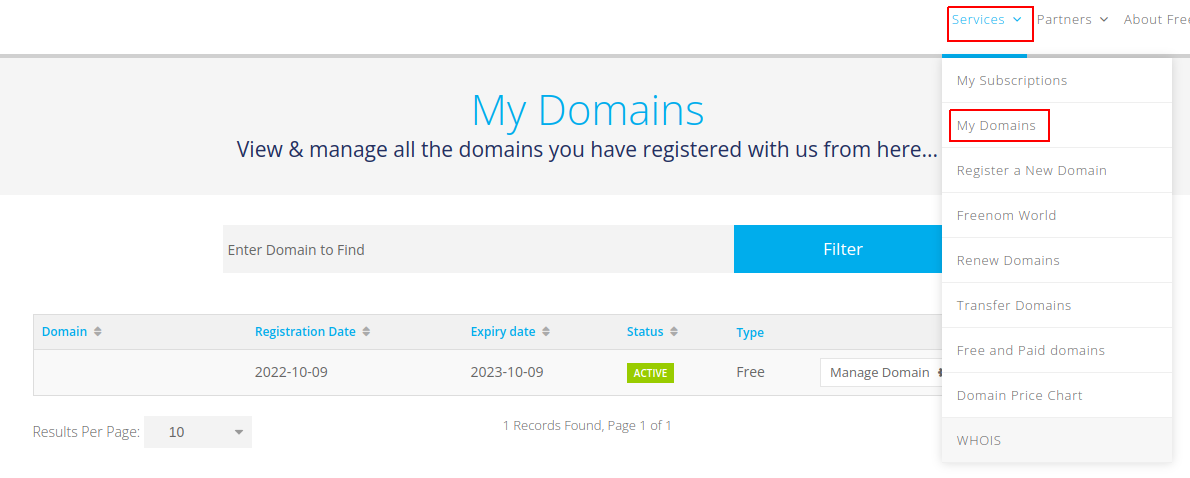 Services Partners About Free
My Subscriptions
My Domains
Register a New Domain
Freenom World
Renew Domains
Transfer Domains
Free and Paid domains
Domain Price Chart
WHOIS
My Domains
View & manage all the domains you have registered with us from here...
Enter Domain to Find Filter
Domain Registration Date Expiry date Status Type
2022-10-09 2023-10-09 ACTIVE Free Manage Domain
Results Per Page: 10 1 Records Found, Page 1 of 1